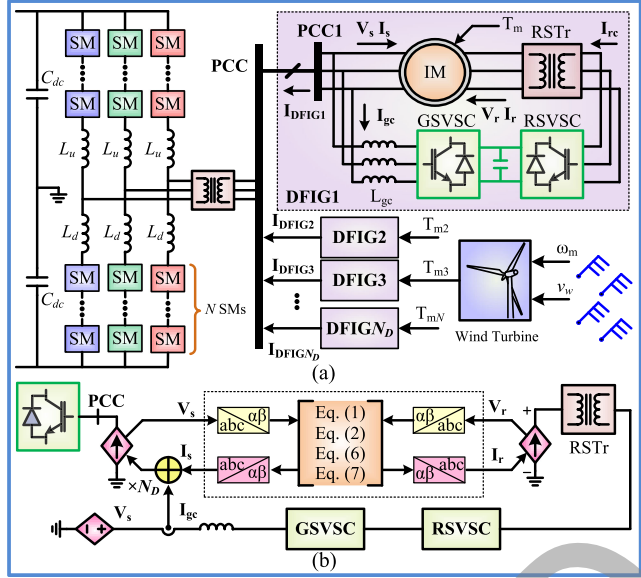 (a)
SM SM SM
C_dc
SM SM SM
L_u L_u L_u
L_d L_d L_d
SM SM SM
C_dc
N SMs
SM SM SM
PCC
PCC1
V_s I_s
T_m
I_rc
IM
RSTr
I_DFIG1
I_gc
V_r I_r
GSVSC
RSVSC
L_gc
DFIG1
I_DFIG2
DFIG2
T_m2
I_DFIG3
DFIG3
T_m3
ω_m
v_w
I_DFIGN_D
DFIGN_D
T_mN
Wind Turbine
(a)
PCC
V_s
αβ
abc
Eq. (1)
Eq. (2)
Eq. (6)
Eq. (7)
αβ
abc
V_r
+
RSTr
I_s
abc
αβ
abc
αβ
I_r
−
×N_D
I_gc
V_s
− +
GSVSC
RSVSC
(b)